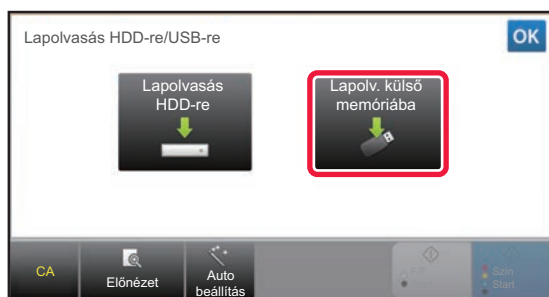 Lapolvasás HDD-re/USB-re
OK
Lapolvasás
HDD-re
Lapolv. külső
memóriába
CA
Előnézet
Auto
beállítás
Szín
Start